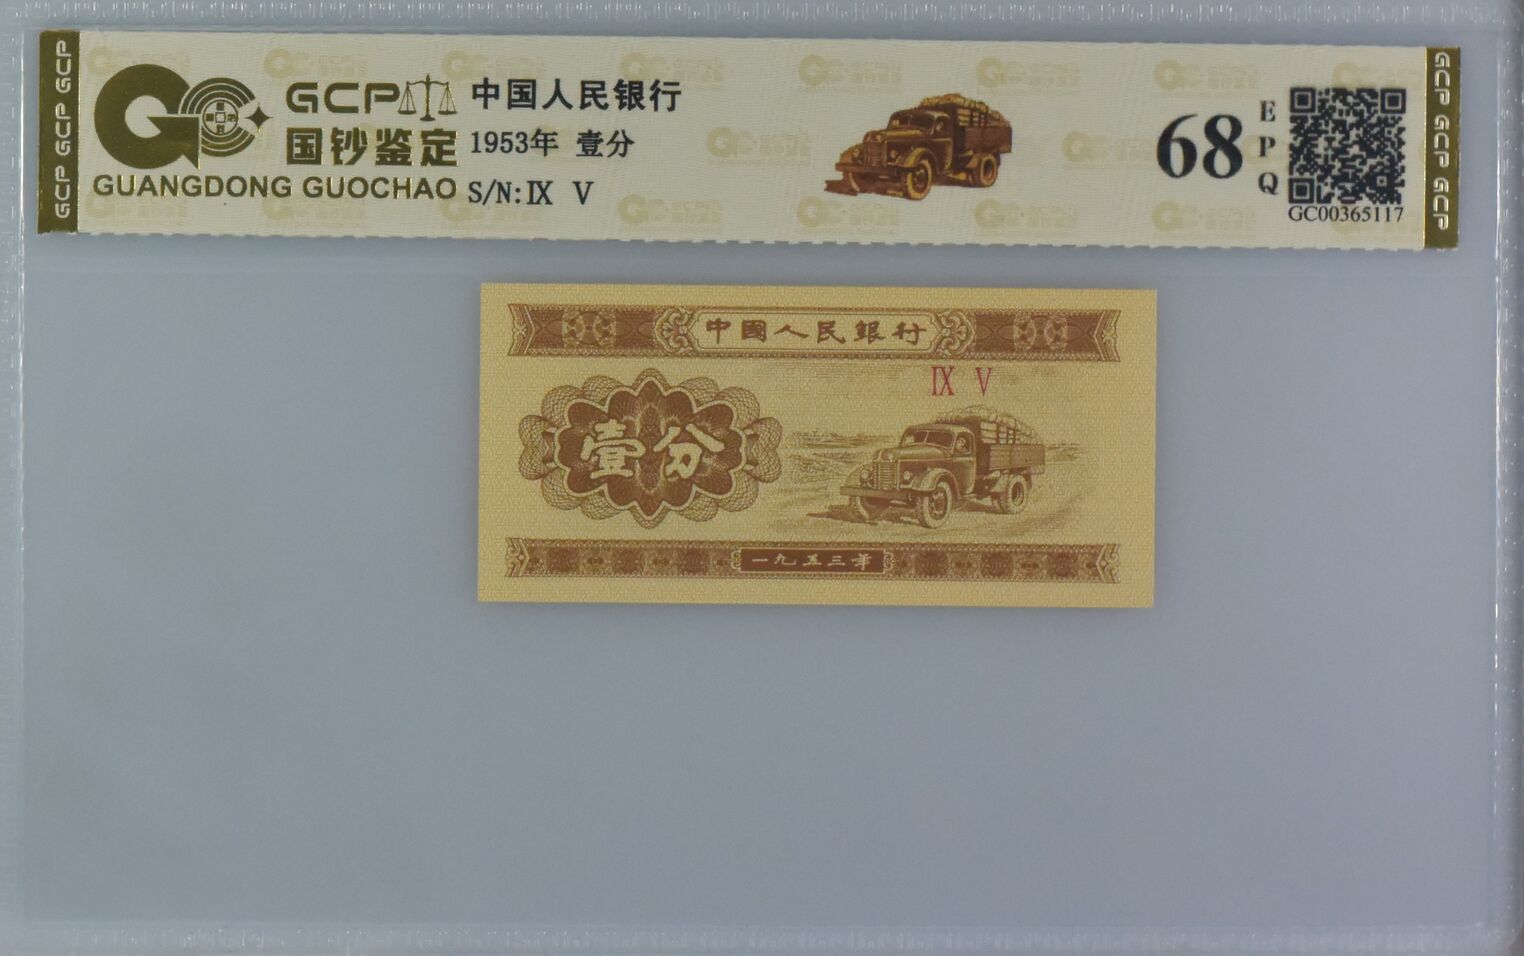 GCP GCP GCP
GCP
国钞鉴定
GUANGDONG GUOCHAO
中国人民银行
1953年 壹分
S/N:IX V
68
EPQ
GC00365117
GCP GCP GCP
中國人民銀行
IX V
壹分
一九五三年